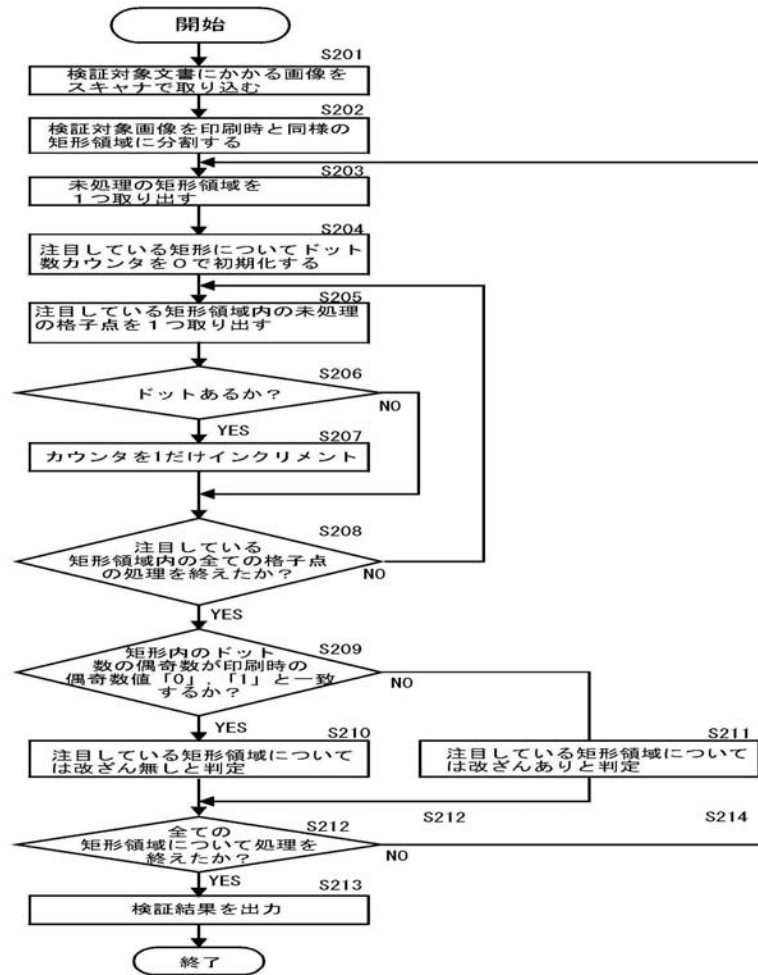 開始
S201
検証対象文書にかかる画像を
スキャナで取り込む
S202
検証対象画像を印刷時と同様の
矩形領域に分割する
S203
未処理の矩形領域を
1つ取り出す
S204
注目している矩形についてドット
数カウンタを0で初期化する
S205
注目している矩形領域内の未処理
の格子点を1つ取り出す
S206
ドットあるか?
NO
YES
S207
カウンタを1だけインクリメント
S208
注目している
矩形領域内の全ての格子点
の処理を終えたか?
NO
YES
S209
矩形内のドット
数の偶奇数が印刷時の
偶奇数値「0」,「1」と一致
するか?
NO
YES
S210
注目している矩形領域について
は改ざん無しと判定
S211
注目している矩形領域について
は改ざんありと判定
S212
S212
S214
全ての
矩形領域について処理を
終えたか?
NO
YES
S213
検証結果を出力
終了